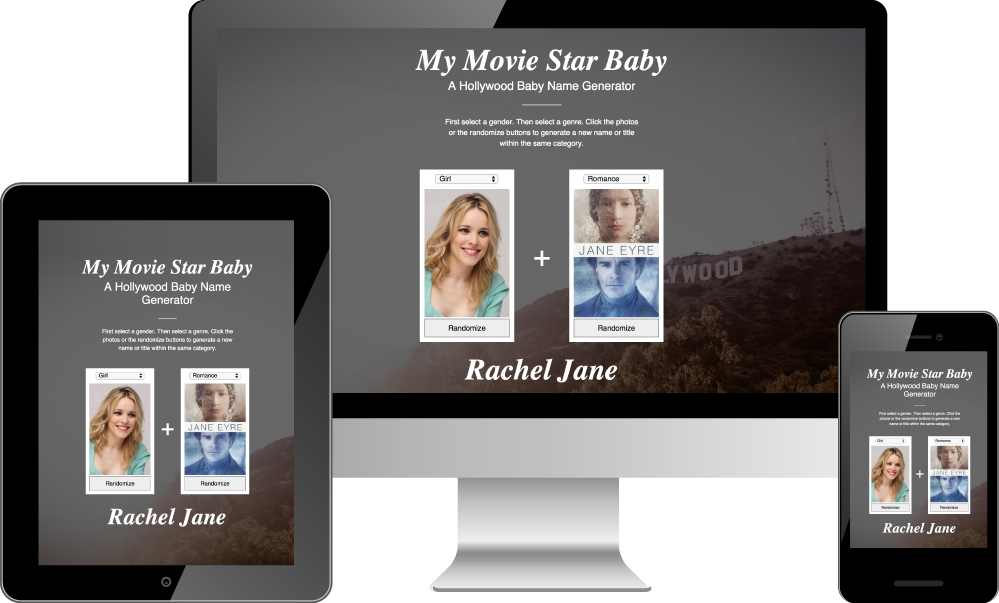 My Movie Star Baby
A Hollywood Baby Name Generator
First select a gender. Then select a genre. Click the photos
or the randomize buttons to generate a new name or title
within the same category.
Girl
Romance
JANE EYRE
+
YWOOD
Randomize
Randomize
Rachel Jane
My Movie Star Baby
A Hollywood Baby Name
Generator
First select a gender. Then select a genre. Click the
photos or the randomize buttons to generate a new
name or title within the same category.
Girl
Romance
+
JANE EYRE
Randomize
Randomize
Rachel Jane
My Movie Star Baby
A Hollywood Baby Name
Generator
First select a gender. Then select a genre. Click the
photos or the randomize buttons to generate a new
name or title within the same category.
Girl
Romance
+
JANE EYRE
Randomize
Randomize
Rachel Jane